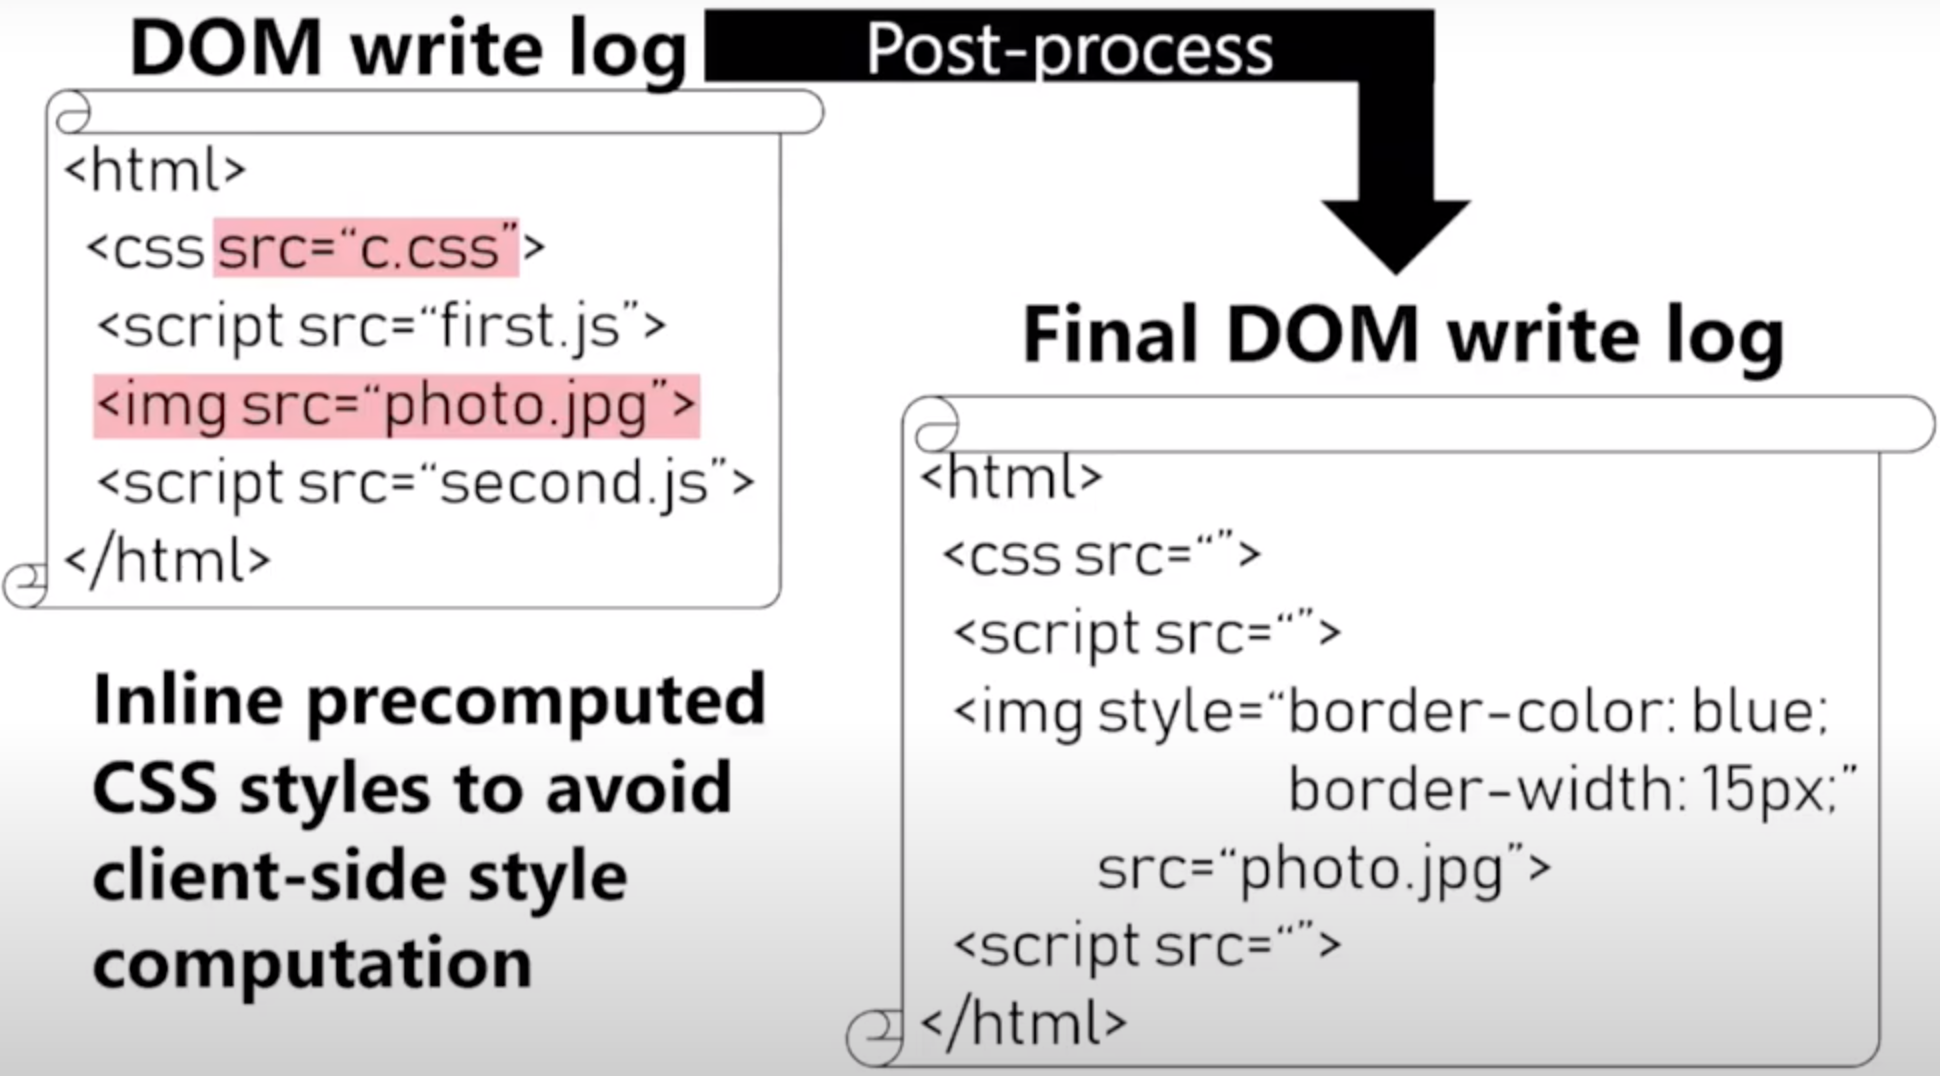 DOM write log
Post-process
<html>
<css src=“c.css”>
<script src=“first.js”>
<img src=“photo.jpg”>
<script src=“second.js”>
</html>
Inline precomputed
CSS styles to avoid
client-side style
computation
Final DOM write log
<html>
<css src=“”>
<script src=“”>
<img style=“border-color: blue;
border-width: 15px;”
src=“photo.jpg”>
<script src=“”>
</html>